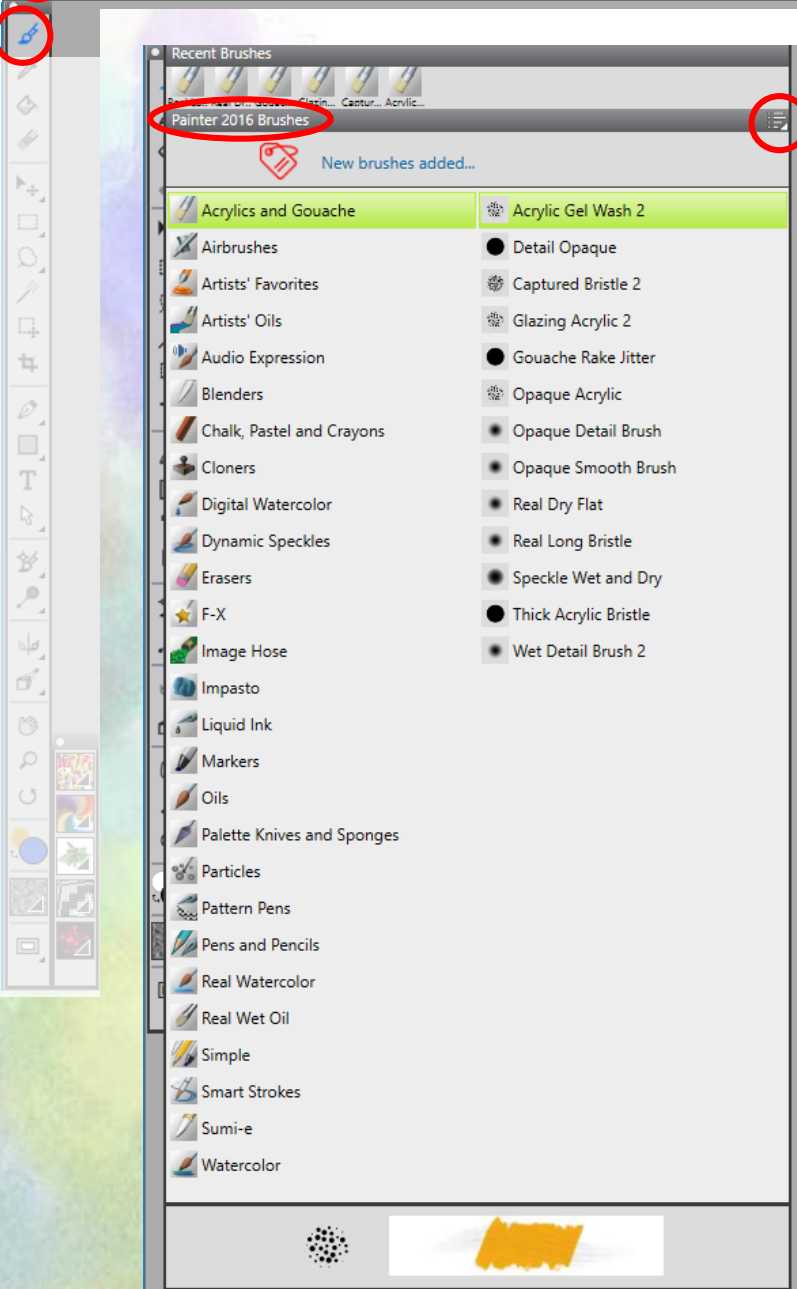 Recent Brushes
Real Dr... Gouac... Glazin... Captur... Acrylic...
Painter 2016 Brushes
New brushes added...
Acrylics and Gouache
Airbrushes
Artists' Favorites
Artists' Oils
Audio Expression
Blenders
Chalk, Pastel and Crayons
Cloners
Digital Watercolor
Dynamic Speckles
Erasers
F-X
Image Hose
Impasto
Liquid Ink
Markers
Oils
Palette Knives and Sponges
Particles
Pattern Pens
Pens and Pencils
Real Watercolor
Real Wet Oil
Simple
Smart Strokes
Sumi-e
Watercolor
Acrylic Gel Wash 2
Detail Opaque
Captured Bristle 2
Glazing Acrylic 2
Gouache Rake Jitter
Opaque Acrylic
Opaque Detail Brush
Opaque Smooth Brush
Real Dry Flat
Real Long Bristle
Speckle Wet and Dry
Thick Acrylic Bristle
Wet Detail Brush 2
T